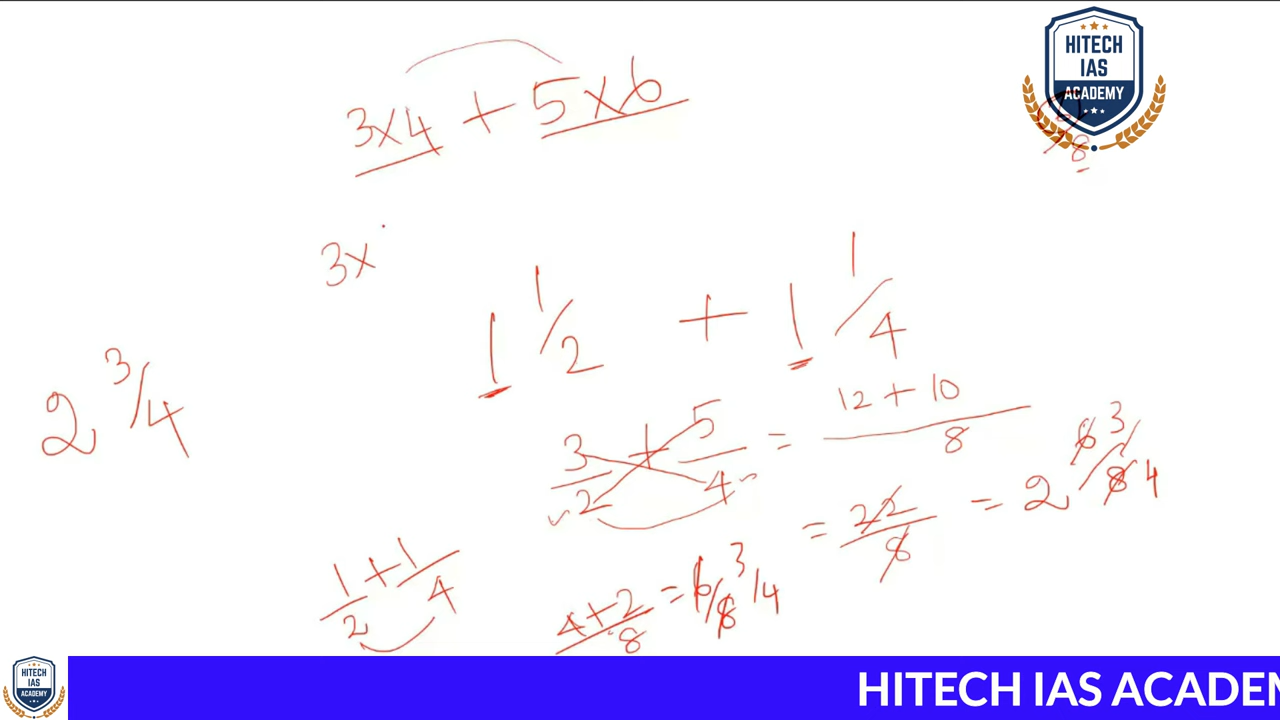 HITECH
IAS
ACADEMY
3x4 + 5x6
8
3x
1 1/2 + 1 1/4
2 3/4
3/2 + 5/4 = 12 + 10/8
= 22/8 = 2 6/8 3/4
1/2 + 1/4
4+2/8 = 6/8 3/4
HITECH
IAS
ACADEMY
HITECH IAS ACADEM